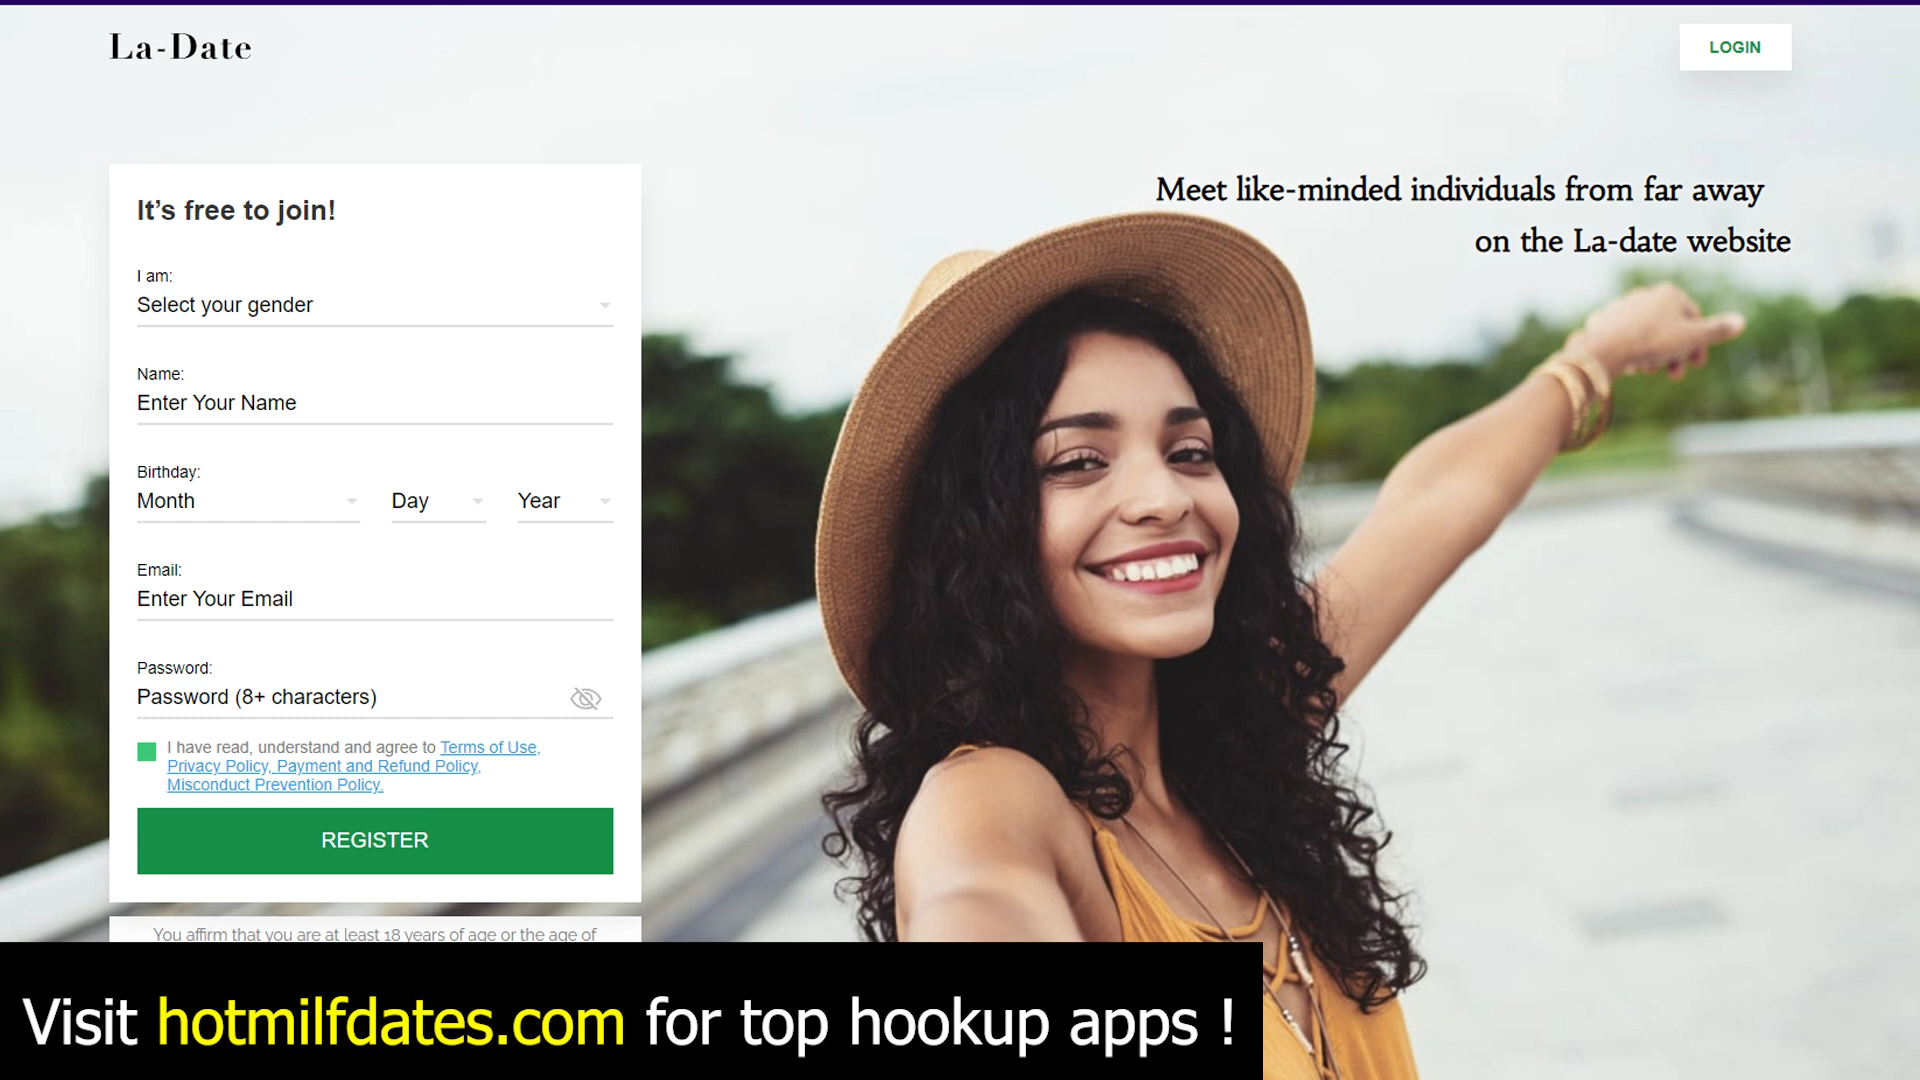 La-Date
LOGIN
It’s free to join!
I am:
Select your gender
Name:
Enter Your Name
Birthday:
Month Day Year
Email:
Enter Your Email
Password:
Password (8+ characters)
I have read, understand and agree to Terms of Use,
Privacy Policy, Payment and Refund Policy,
Misconduct Prevention Policy.
REGISTER
You affirm that you are at least 18 years of age or the age of
Meet like-minded individuals from far away
on the La-date website
Visit hotmilfdates.com for top hookup apps !